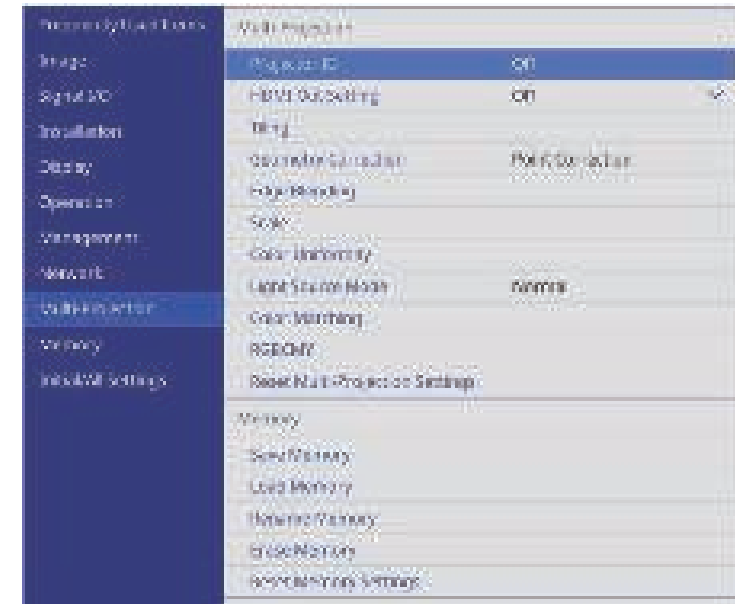 Image
Signal I/O
Installation
Display
Operation
Management
Network
Multi-Projection
Memory
Initial/All Settings
Multi-Projection
Projector ID Off
HDMI Out Setting Off
Tiling
Geometric Correction Point Correction
Edge Blending
Scale
Color Uniformity
Light Source Mode Normal
Color Matching
RGBCMY
Reset Multi-Projection Settings
Memory
Save Memory
Load Memory
Rename Memory
Erase Memory
Reset Memory Settings